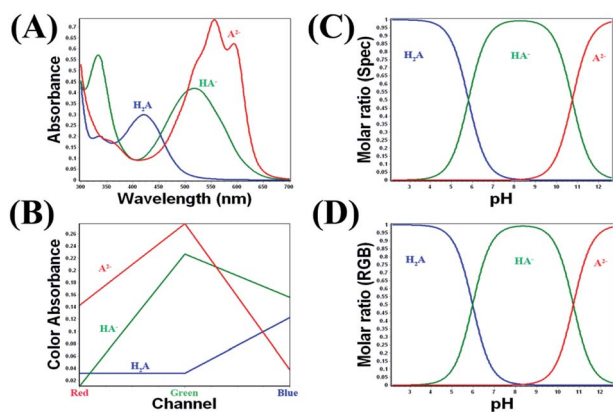 (A)
Absorbance
0.7
0.65
0.6
0.55
0.5
0.45
0.4
0.35
0.3
0.25
0.2
0.15
0.1
0.05
0
A²⁻
HA⁻
H₂A
300 350 400 450 500 550 600 650 700
Wavelength (nm)
(B)
Color Absorbance
0.26
0.24
0.22
0.2
0.18
0.16
0.14
0.12
0.1
0.08
0.06
0.04
0.02
A²⁻
HA⁻
H₂A
Red Green Blue
Channel
(C)
Molar ratio (Spec)
1
0.95
0.9
0.85
0.8
0.75
0.7
0.65
0.6
0.55
0.5
0.45
0.4
0.35
0.3
0.25
0.2
0.15
0.1
0.05
0
H₂A HA⁻ A²⁻
3 4 5 6 7 8 9 10 11 12
pH
(D)
Molar ratio (RGB)
1
0.95
0.9
0.85
0.8
0.75
0.7
0.65
0.6
0.55
0.5
0.45
0.4
0.35
0.3
0.25
0.2
0.15
0.1
0.05
0
H₂A HA⁻ A²⁻
3 4 5 6 7 8 9 10 11 12
pH